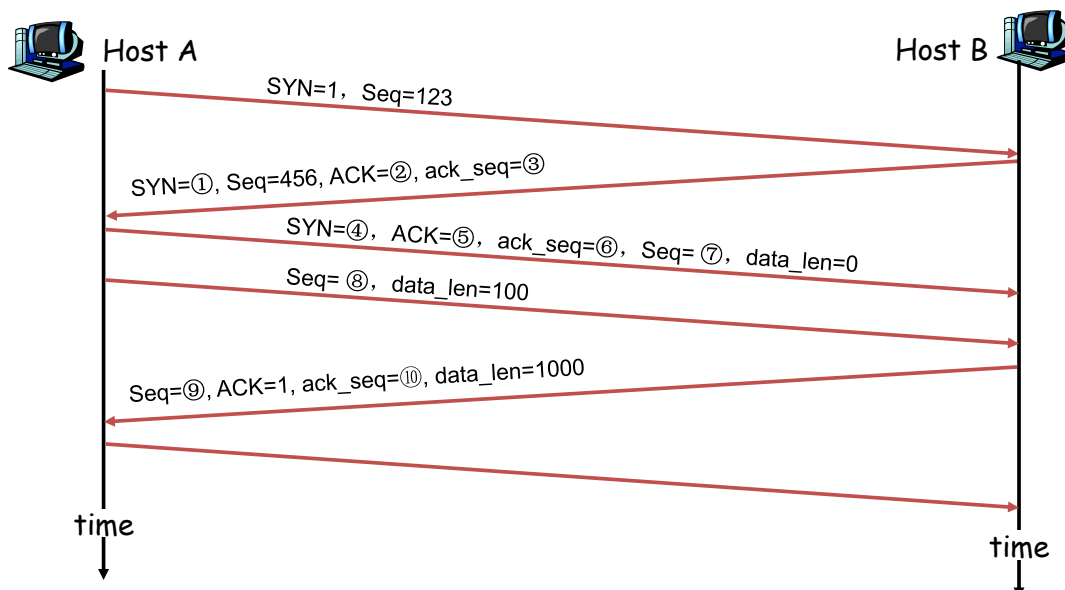 Host A
Host B
SYN=1，Seq=123
SYN=①, Seq=456, ACK=②, ack_seq=③
SYN=④，ACK=⑤，ack_seq=⑥，Seq= ⑦，data_len=0
Seq= ⑧，data_len=100
Seq=⑨, ACK=1, ack_seq=⑩, data_len=1000
time
time